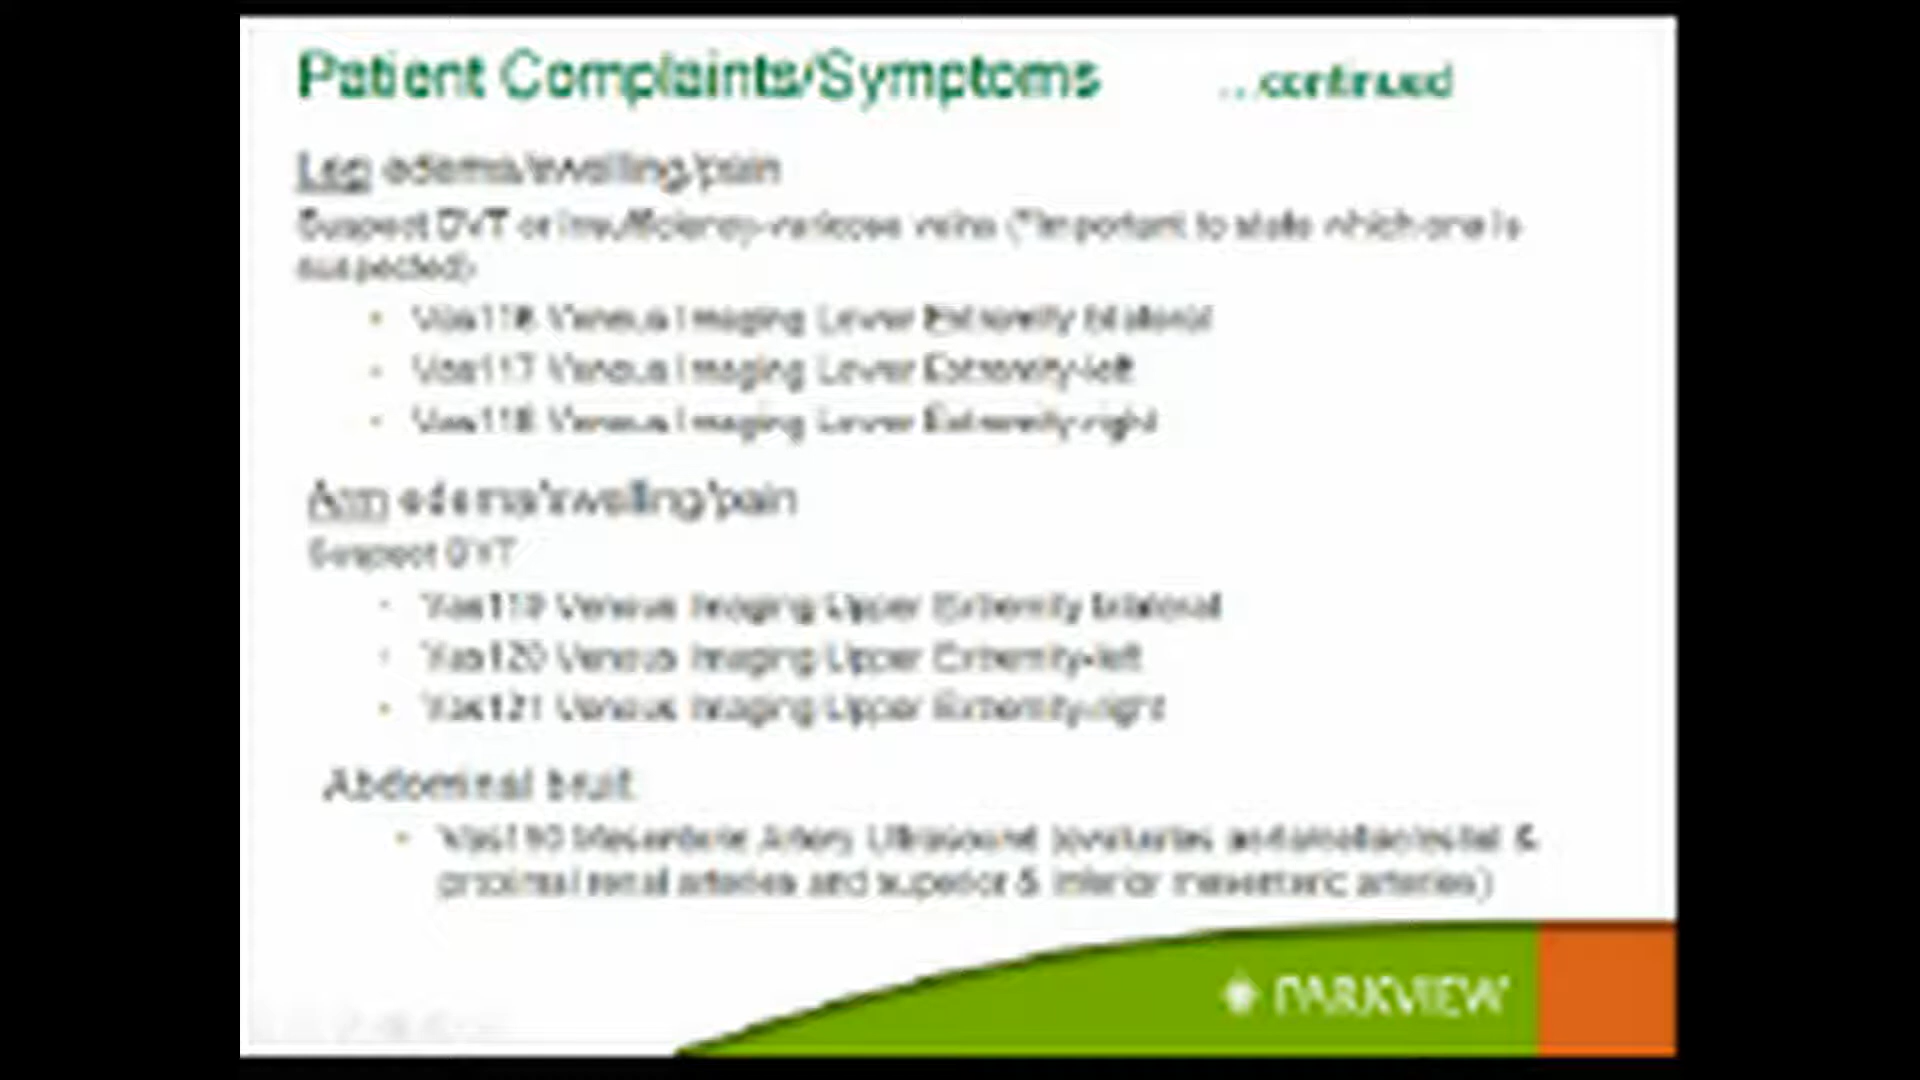 Patient Complaints/Symptoms ...continued
Leg edema/swelling/pain
Suspect DVT or insufficiency-varicose veins (*Important to state which one is
suspected)
Vas116 Venous Imaging Lower Extremity bilateral
Vas117 Venous Imaging Lower Extremity-left
Vas118 Venous Imaging Lower Extremity-right
Arm edema/swelling/pain
Suspect DVT
Vas119 Venous Imaging Upper Extremity bilateral
Vas120 Venous Imaging Upper Extremity-left
Vas121 Venous Imaging Upper Extremity-right
Abdominal bruit
Mesenteric Artery Ultrasound (evaluates &
proximal renal arteries and superior & inferior mesenteric arteries)
PARKVIEW